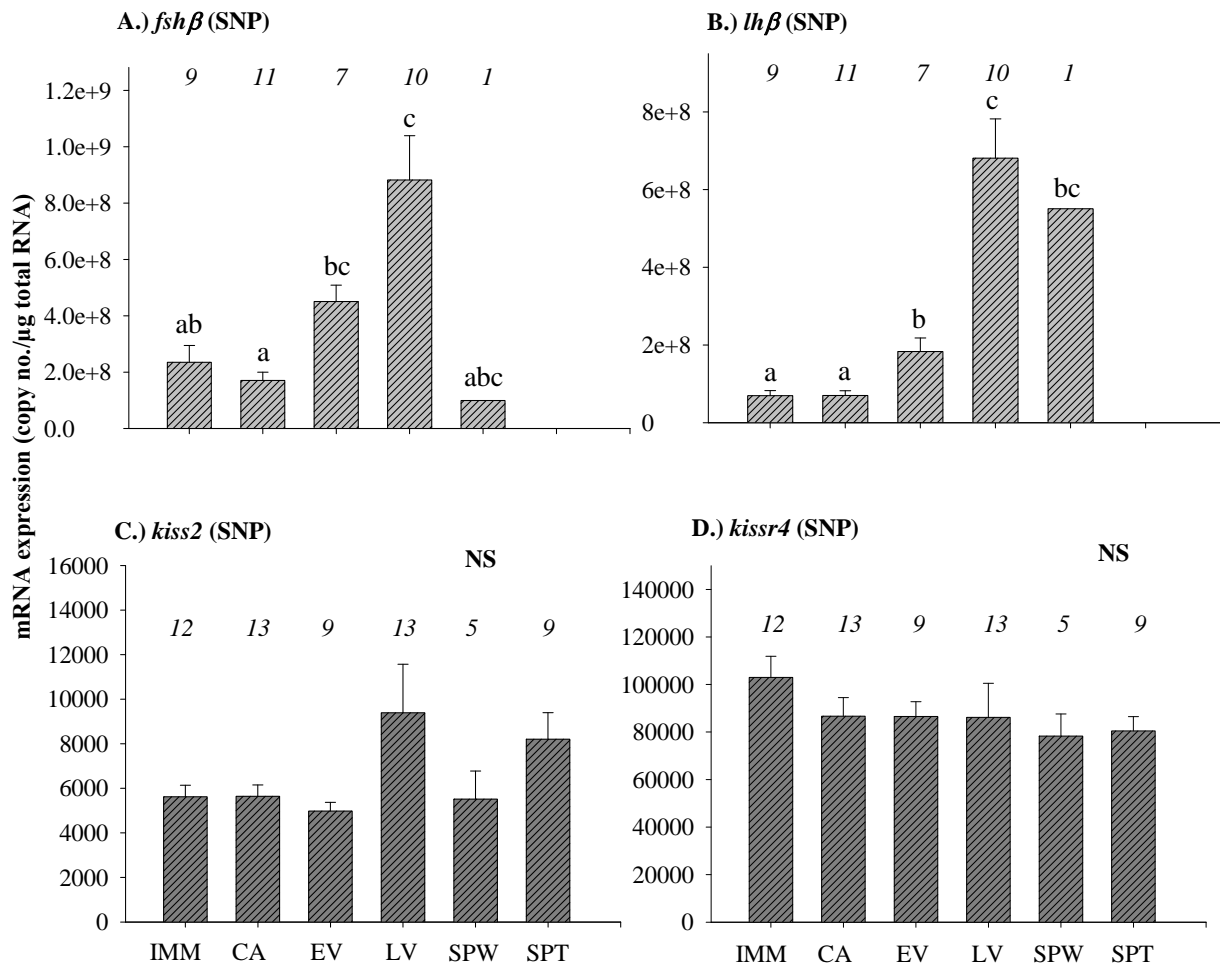 A.) fshβ (SNP)
9 11 7 10 1
1.2e+9
1.0e+9
8.0e+8
6.0e+8
4.0e+8
2.0e+8
0.0
ab
a
bc
c
abc
B.) lhβ (SNP)
9 11 7 10 1
8e+8
6e+8
4e+8
2e+8
0
a
a
b
c
bc
mRNA expression (copy no./µg total RNA)
C.) kiss2 (SNP)
NS
16000
14000
12000
10000
8000
6000
4000
2000
0
12 13 9 13 5 9
IMM CA EV LV SPW SPT
D.) kissr4 (SNP)
NS
140000
120000
100000
80000
60000
40000
20000
0
12 13 9 13 5 9
IMM CA EV LV SPW SPT